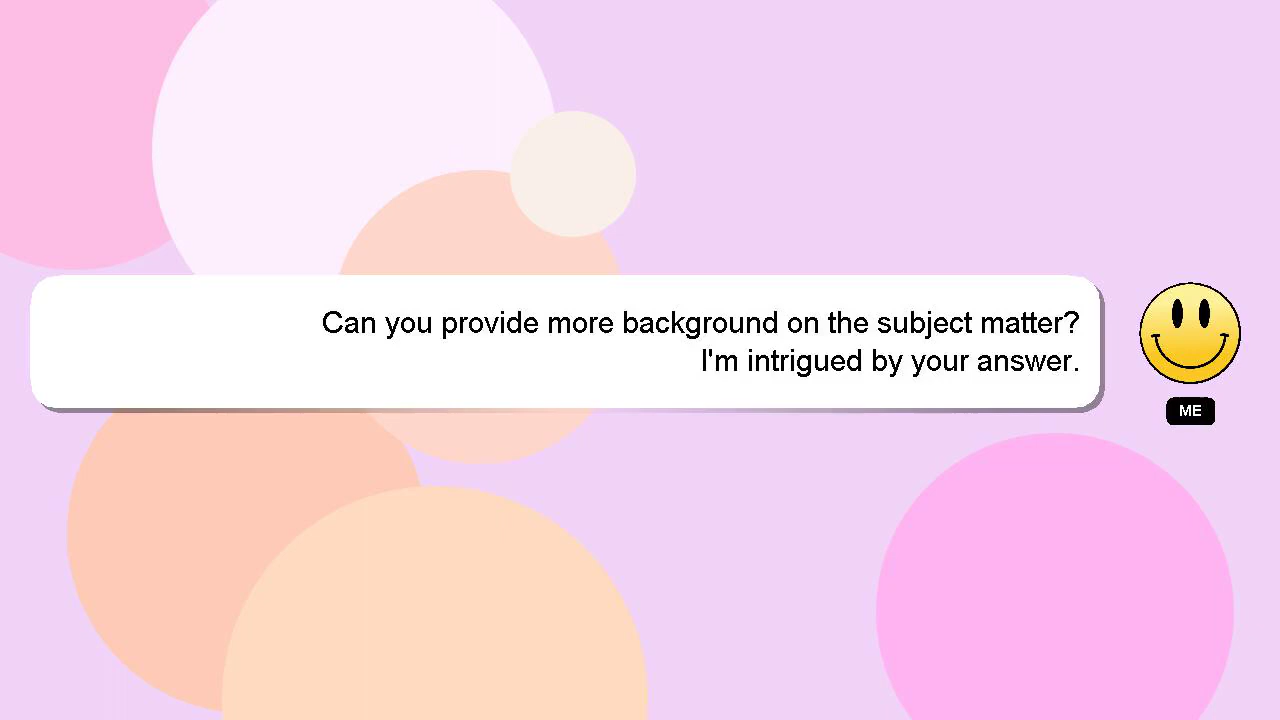 Can you provide more background on the subject matter?
I'm intrigued by your answer.
ME